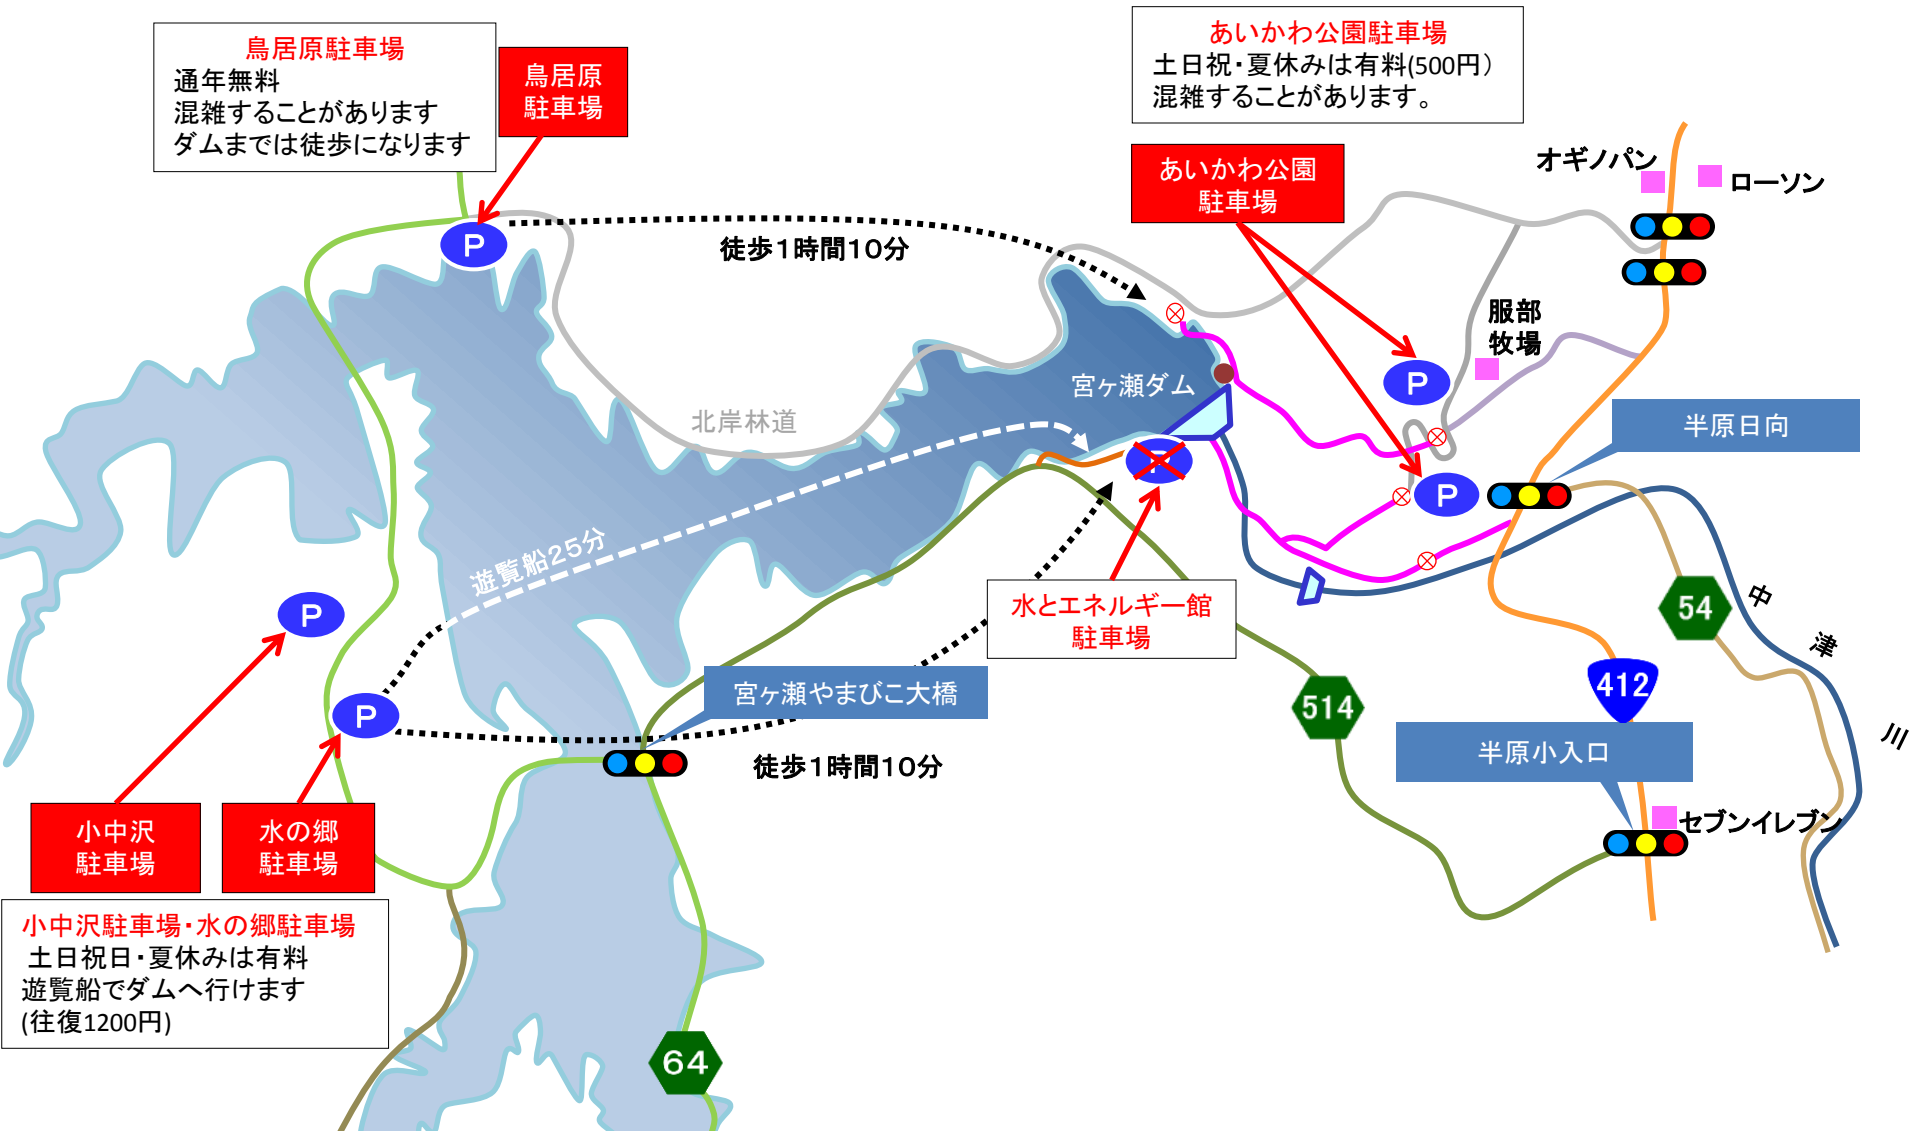 鳥居原駐車場
通年無料
混雑することがあります
ダムまでは徒歩になります
鳥居原
駐車場
あいかわ公園駐車場
土日祝・夏休みは有料(500円)
混雑することがあります。
あいかわ公園
駐車場
オギノパン
ローソン
P
徒歩1時間10分
服部
牧場
宮ヶ瀬ダム
P
北岸林道
半原日向
P
P
遊覧船25分
水とエネルギー館
駐車場
54
中
津
川
P
宮ヶ瀬やまびこ大橋
412
514
P
徒歩1時間10分
半原小入口
セブンイレブン
小中沢
駐車場
水の郷
駐車場
小中沢駐車場・水の郷駐車場
土日祝日・夏休みは有料
遊覧船でダムへ行けます
(往復1200円)
64